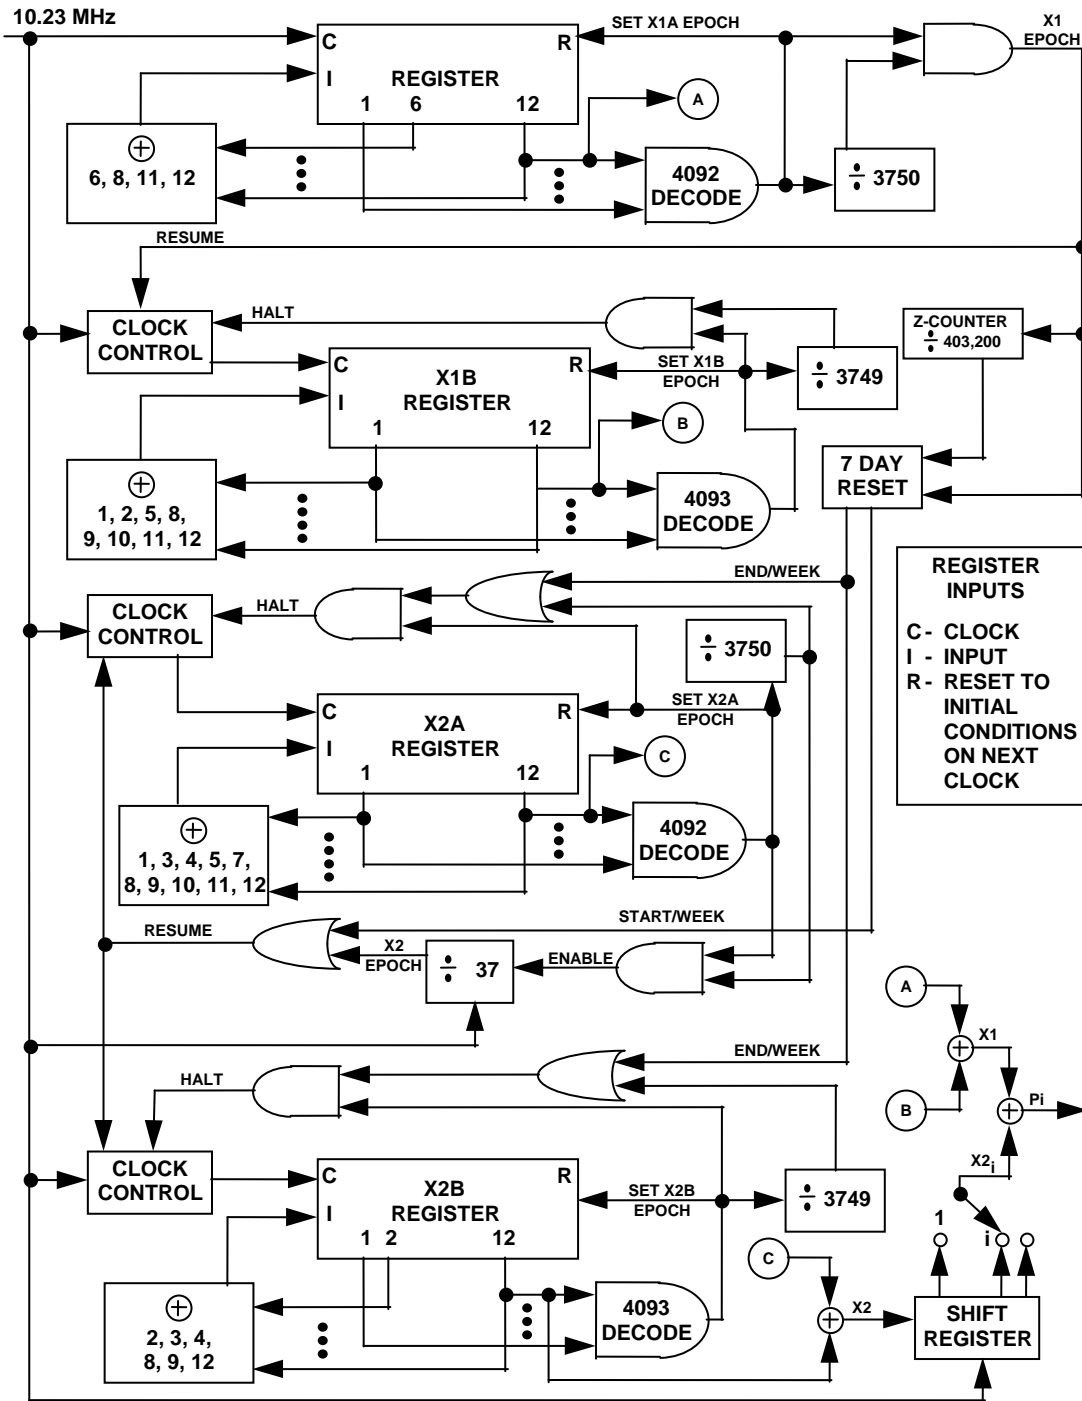 10.23 MHz
C
R
I
REGISTER
1 6 12
SET X1A EPOCH
X1
EPOCH
A
6, 8, 11, 12
4092
DECODE
÷ 3750
RESUME
CLOCK
CONTROL
HALT
Z-COUNTER
÷ 403,200
C
R
I
X1B
REGISTER
1 12
SET X1B
EPOCH
÷ 3749
B
1, 2, 5, 8,
9, 10, 11, 12
4093
DECODE
7 DAY
RESET
END/WEEK
CLOCK
CONTROL
HALT
÷ 3750
REGISTER
INPUTS
C - CLOCK
I - INPUT
R - RESET TO
INITIAL
CONDITIONS
ON NEXT
CLOCK
C
R
I
X2A
REGISTER
1 12
SET X2A
EPOCH
C
1, 3, 4, 5, 7,
8, 9, 10, 11, 12
4092
DECODE
START/WEEK
RESUME
X2
EPOCH
÷ 37
ENABLE
A
X1
B
Pi
X2i
END/WEEK
HALT
CLOCK
CONTROL
C
R
I
X2B
REGISTER
1 2 12
SET X2B
EPOCH
÷ 3749
1
i
C
X2
2, 3, 4,
8, 9, 12
4093
DECODE
SHIFT
REGISTER